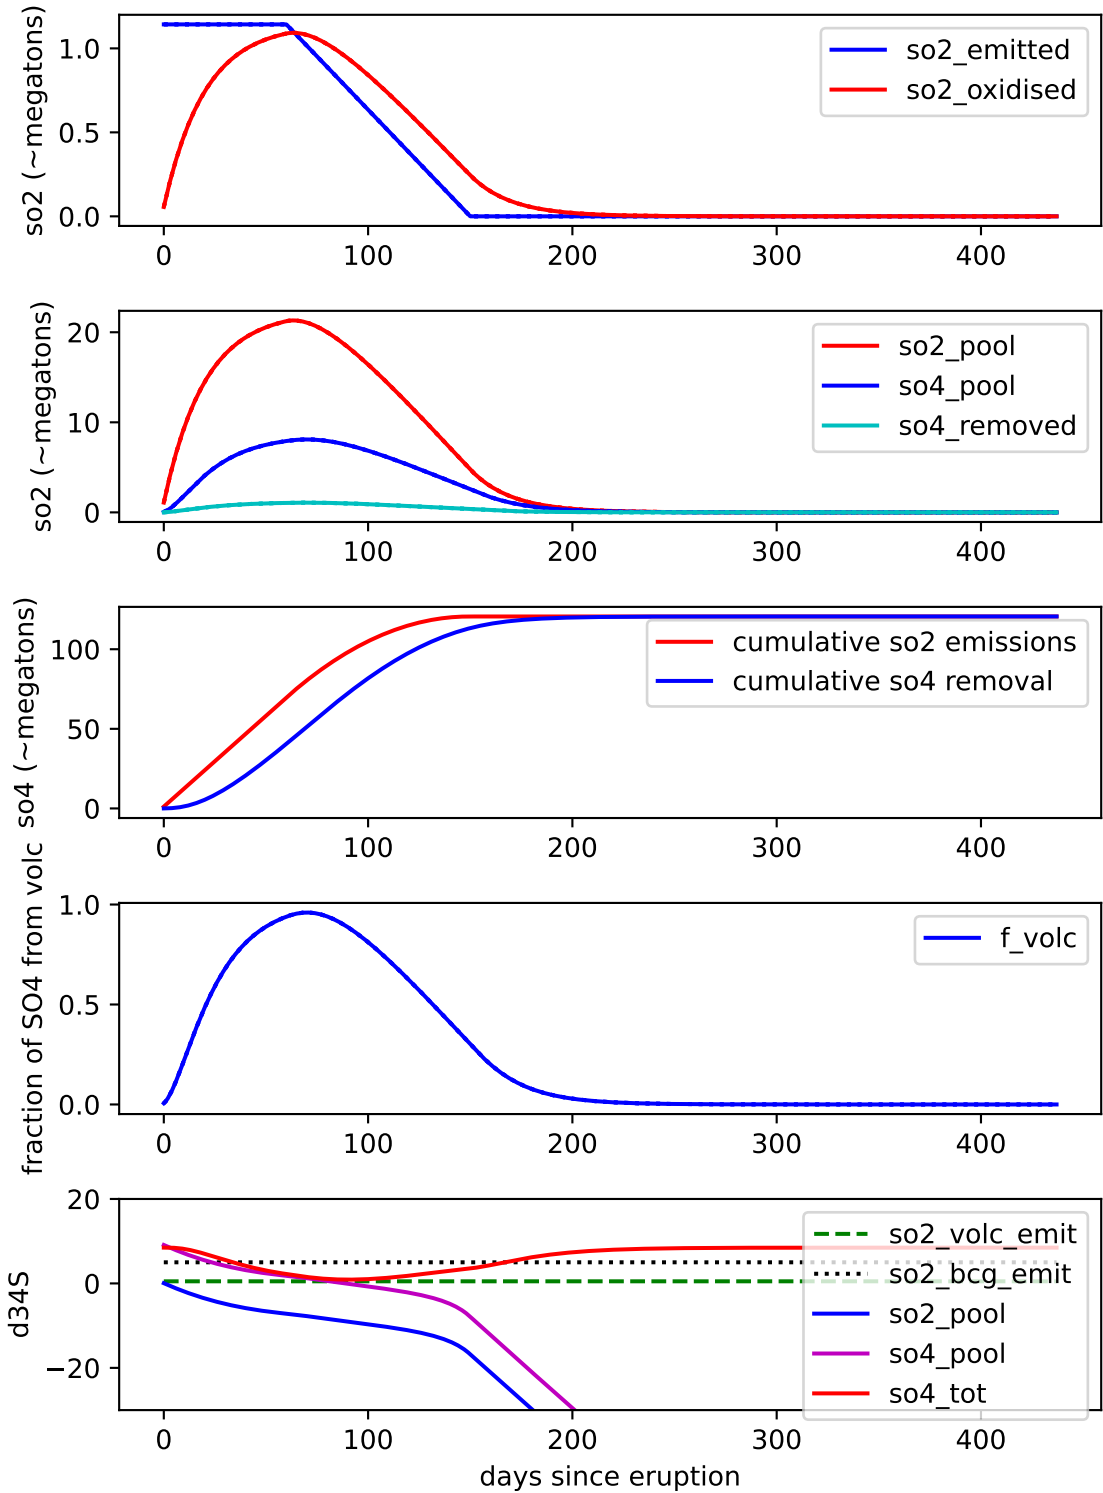 so2 (~megatons)
1.0
0.5
0.0
so2_emitted
so2_oxidised
0 100 200 300 400
so2 (~megatons)
20
10
0
so2_pool
so4_pool
so4_removed
0 100 200 300 400
so4 (~megatons)
100
50
0
cumulative so2 emissions
cumulative so4 removal
0 100 200 300 400
fraction of SO4 from volc
1.0
0.5
0.0
f_volc
0 100 200 300 400
d34S
20
0
−20
so2_volc_emit
so2_bcg_emit
so2_pool
so4_pool
so4_tot
0 100 200 300 400
days since eruption